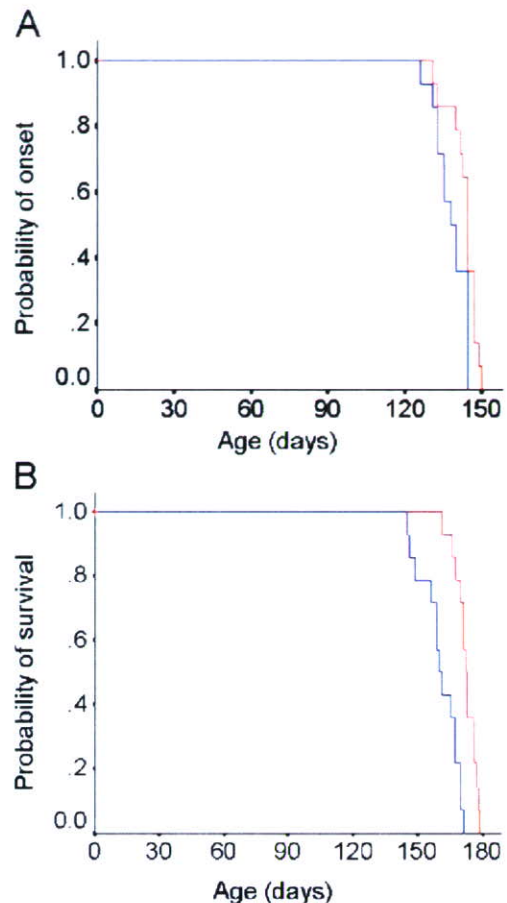 A
Probability of onset
1.0
.8
.6
.4
.2
0.0
0 30 60 90 120 150
Age (days)
B
Probability of survival
1.0
.8
.6
.4
.2
0.0
0 30 60 90 120 150 180
Age (days)